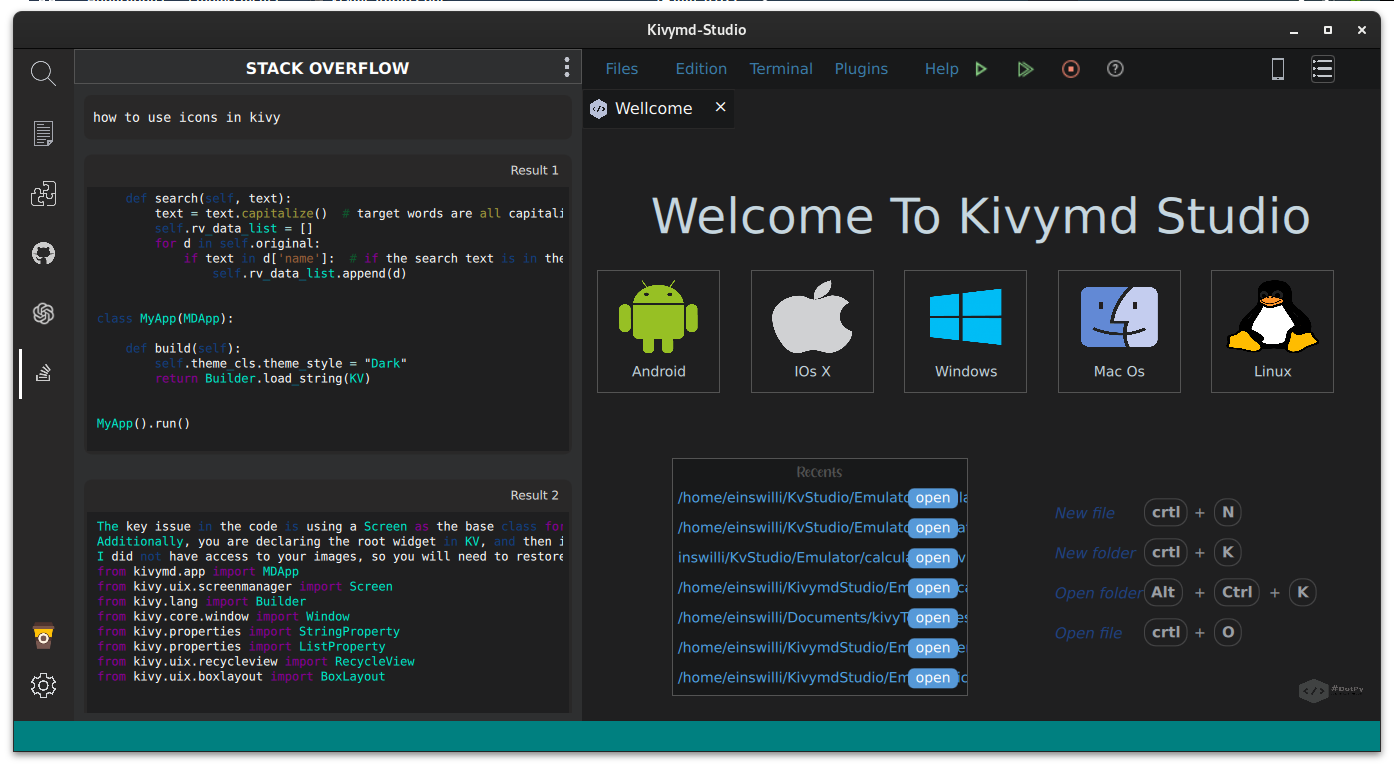 Kivymd-Studio
STACK OVERFLOW
how to use icons in kivy
Result 1
def search(self, text):
text = text.capitalize()  # target words are all capitali
self.rv_data_list = []
for d in self.original:
if text in d['name']:  # if the search text is in the
self.rv_data_list.append(d)
class MyApp(MDApp):
def build(self):
self.theme_cls.theme_style = "Dark"
return Builder.load_string(KV)
MyApp().run()
Result 2
The key issue in the code is using a Screen as the base class for
Additionally, you are declaring the root widget in KV, and then i
I did not have access to your images, so you will need to restore
from kivymd.app import MDApp
from kivy.uix.screenmanager import Screen
from kivy.lang import Builder
from kivy.core.window import Window
from kivy.properties import StringProperty
from kivy.properties import ListProperty
from kivy.uix.recycleview import RecycleView
from kivy.uix.boxlayout import BoxLayout
Files Edition Terminal Plugins Help
Wellcome
Welcome To Kivymd Studio
Android IOs X Windows Mac Os Linux
Recents
/home/einswilli/KvStudio/Emulato open
/home/einswilli/KvStudio/Emulato open
inswilli/KvStudio/Emulator/calcula open
/home/einswilli/KivymdStudio/Em open
/home/einswilli/Documents/kivyT open
/home/einswilli/KivymdStudio/Em open
/home/einswilli/KivymdStudio/Em open
New file crtl + N
New folder crtl + K
Open folder Alt + Ctrl + K
Open file crtl + O
#DotPy